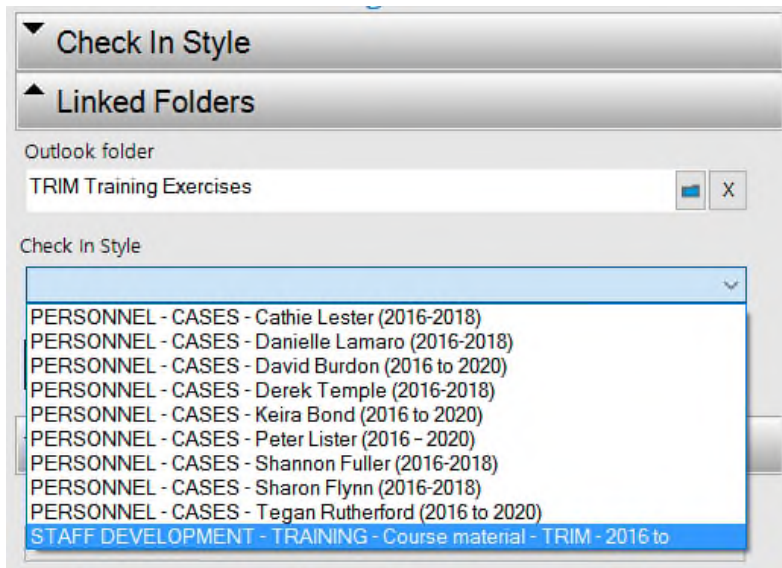 Check In Style
Linked Folders
Outlook folder
TRIM Training Exercises
X
Check In Style
PERSONNEL - CASES - Cathie Lester (2016-2018)
PERSONNEL - CASES - Danielle Lamaro (2016-2018)
PERSONNEL - CASES - David Burdon (2016 to 2020)
PERSONNEL - CASES - Derek Temple (2016-2018)
PERSONNEL - CASES - Keira Bond (2016 to 2020)
PERSONNEL - CASES - Peter Lister (2016 – 2020)
PERSONNEL - CASES - Shannon Fuller (2016-2018)
PERSONNEL - CASES - Sharon Flynn (2016-2018)
PERSONNEL - CASES - Tegan Rutherford (2016 to 2020)
STAFF DEVELOPMENT - TRAINING - Course material - TRIM - 2016 to